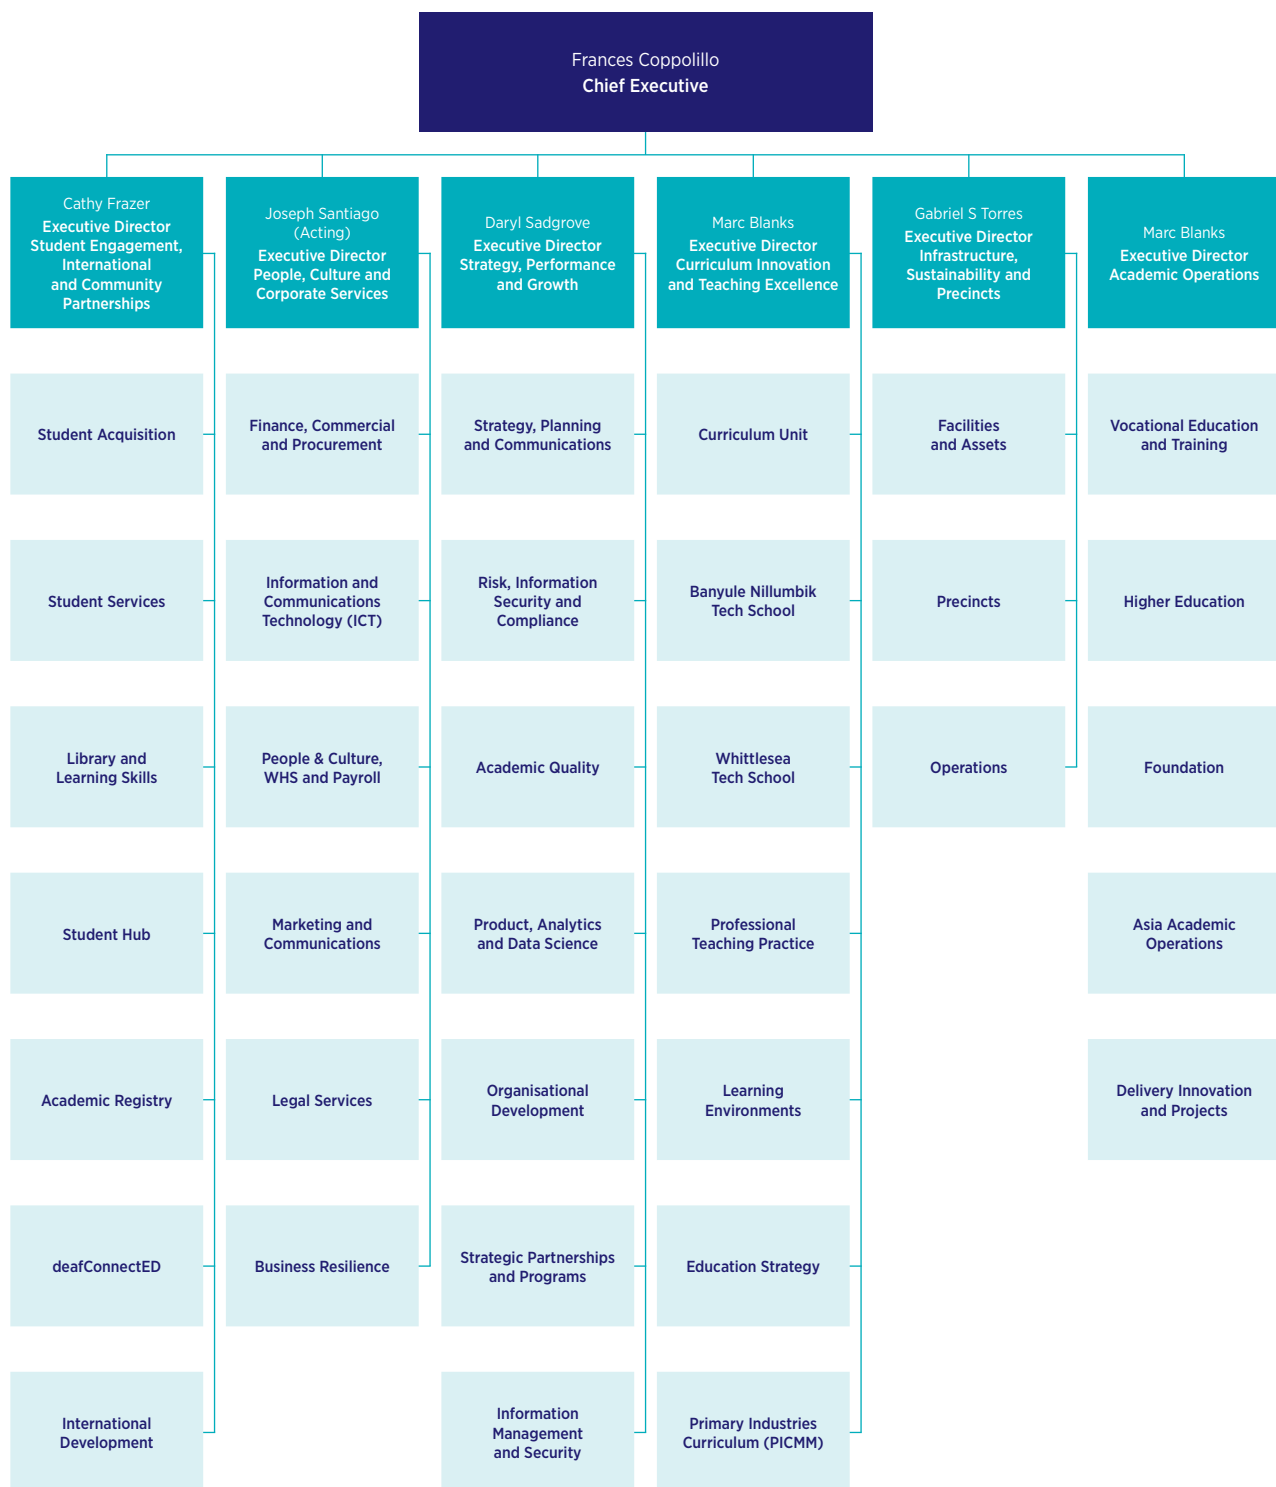 Frances Coppolillo
Chief Executive
Cathy Frazer
Executive Director
Student Engagement,
International
and Community
Partnerships
Joseph Santiago
(Acting)
Executive Director
People, Culture and
Corporate Services
Daryl Sadgrove
Executive Director
Strategy, Performance
and Growth
Marc Blanks
Executive Director
Curriculum Innovation
and Teaching Excellence
Gabriel S Torres
Executive Director
Infrastructure,
Sustainability and
Precincts
Marc Blanks
Executive Director
Academic Operations
Student Acquisition
Finance, Commercial
and Procurement
Strategy, Planning
and Communications
Curriculum Unit
Facilities
and Assets
Vocational Education
and Training
Student Services
Information and
Communications
Technology (ICT)
Risk, Information
Security and
Compliance
Banyule Nillumbik
Tech School
Precincts
Higher Education
Library and
Learning Skills
People & Culture,
WHS and Payroll
Academic Quality
Whittlesea
Tech School
Operations
Foundation
Student Hub
Marketing and
Communications
Product, Analytics
and Data Science
Professional
Teaching Practice
Asia Academic
Operations
Academic Registry
Legal Services
Organisational
Development
Learning
Environments
Delivery Innovation
and Projects
deafConnectED
Business Resilience
Strategic Partnerships
and Programs
Education Strategy
International
Development
Information
Management
and Security
Primary Industries
Curriculum (PICMM)